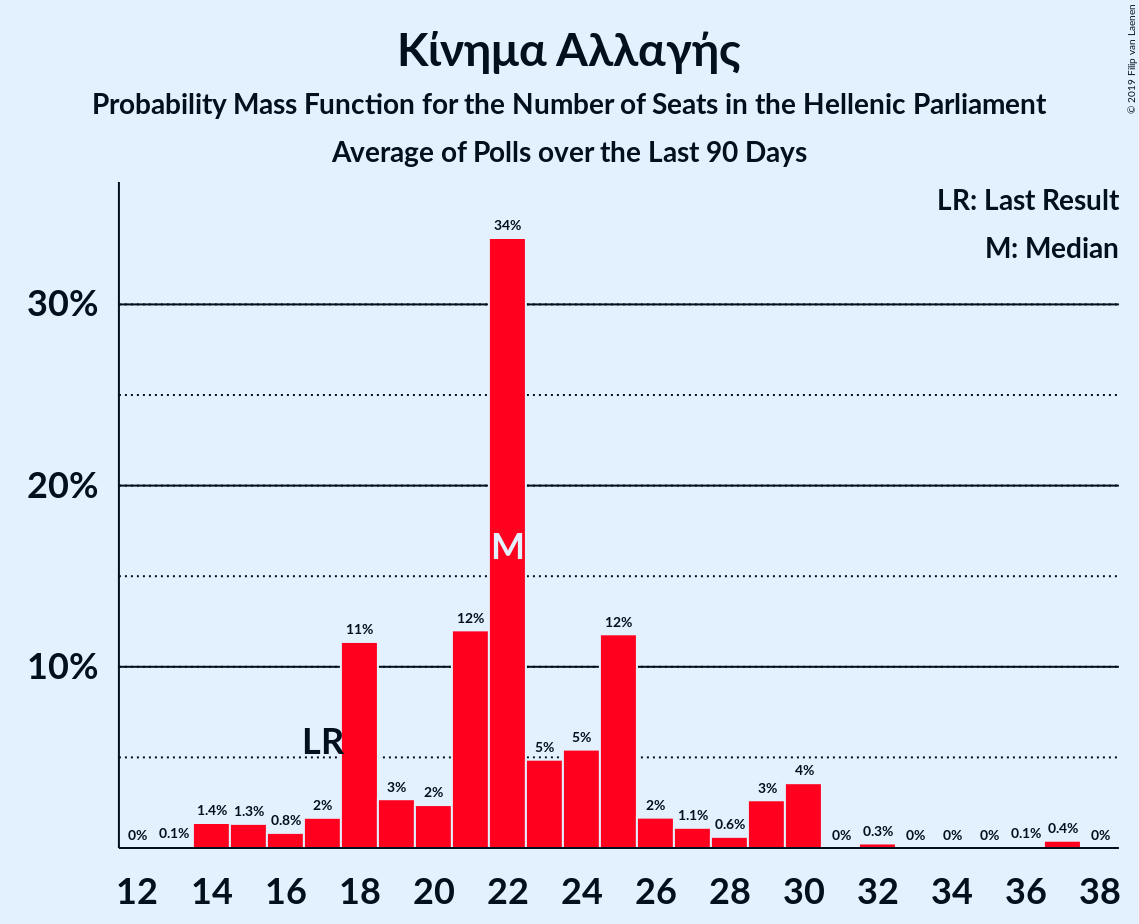 Κίνημα Αλλαγής
Probability Mass Function for the Number of Seats in the Hellenic Parliament
Average of Polls over the Last 90 Days
© 2019 Filip van Laenen
LR: Last Result
M: Median
30%
20%
10%
0% 0.1% 1.4% 1.3% 0.8% 2% 11% 3% 2% 12% 34% 5% 5% 12% 2% 1.1% 0.6% 3% 4% 0% 0.3% 0% 0% 0% 0.1% 0.4% 0%
LR
M
12 14 16 18 20 22 24 26 28 30 32 34 36 38